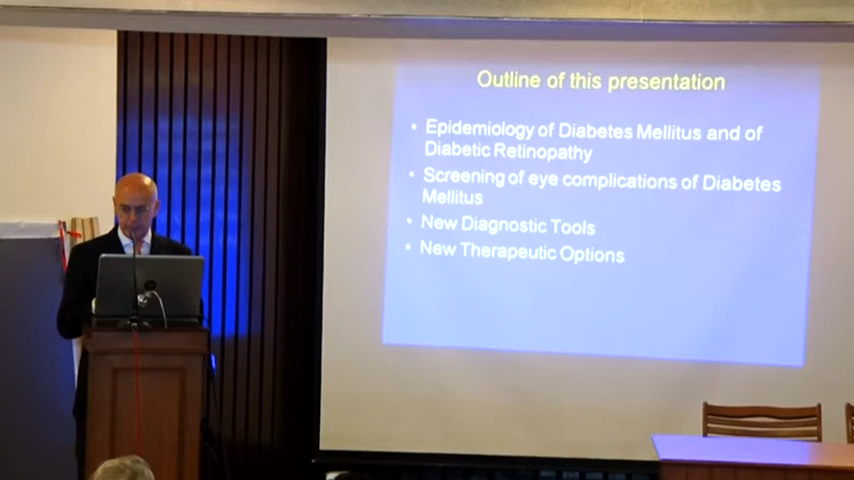 Outline of this presentation
• Epidemiology of Diabetes Mellitus and of
Diabetic Retinopathy
• Screening of eye complications of Diabetes
Mellitus
• New Diagnostic Tools
• New Therapeutic Options